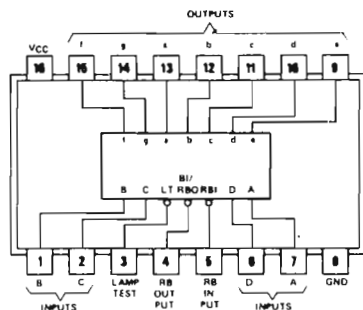 OUTPUTS
VCC f g a b c d e
16 15 14 13 12 11 10 9
f g a b c d e
BI/
B C LT RBO RBI D A
1 2 3 4 5 6 7 8
B C LAMP RB RB D A GND
TEST OUT IN
PUT PUT
INPUTS INPUTS